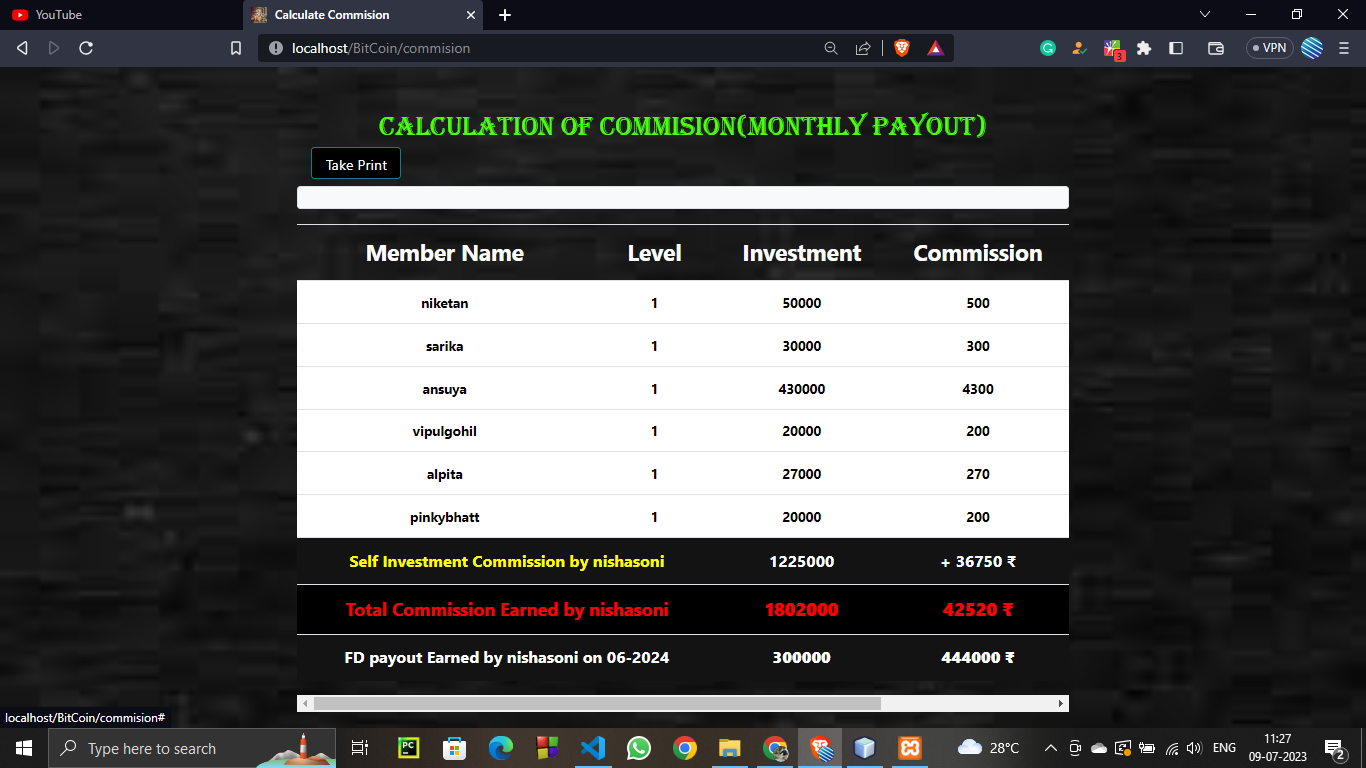 YouTube
Calculate Commision
localhost/BitCoin/commision
3
VPN
CALCULATION OF COMMISION(MONTHLY PAYOUT)
Take Print
Member Name Level Investment Commission
niketan 1 50000 500
sarika 1 30000 300
ansuya 1 430000 4300
vipulgohil 1 20000 200
alpita 1 27000 270
pinkybhatt 1 20000 200
Self Investment Commission by nishasoni 1225000 + 36750 ₹
Total Commission Earned by nishasoni 1802000 42520 ₹
FD payout Earned by nishasoni on 06-2024 300000 444000 ₹
localhost/BitCoin/commision#
Type here to search
PC
28°C
ENG
11:27
09-07-2023
2